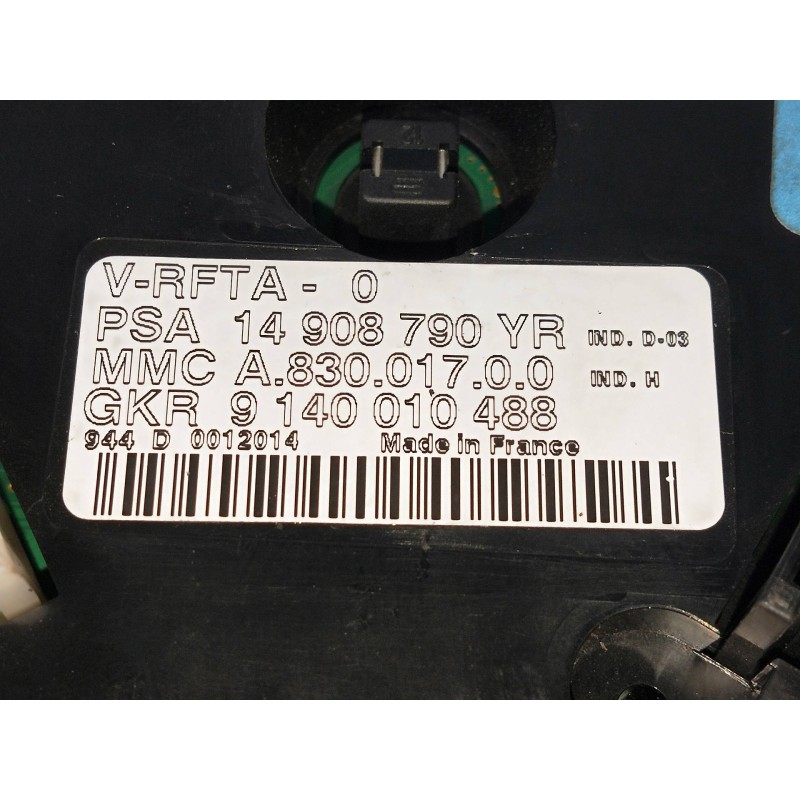 V-RFTA - 0
PSA 14 908 790 YR IND. D-03
MMC A.830.017.0.0 IND. H
GKR 9 140 010 488
944 D 0012014 Made in France